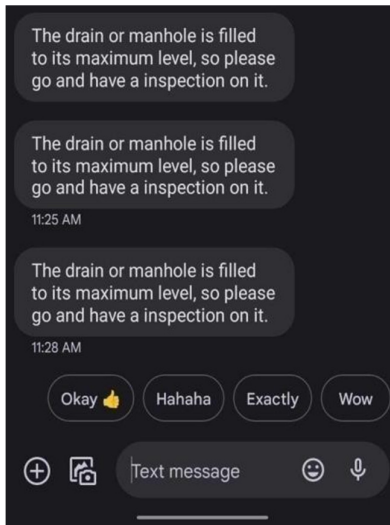 The drain or manhole is filled
to its maximum level, so please
go and have a inspection on it.
The drain or manhole is filled
to its maximum level, so please
go and have a inspection on it.
11:25 AM
The drain or manhole is filled
to its maximum level, so please
go and have a inspection on it.
11:28 AM
Okay 👍 Hahaha Exactly Wow
Text message